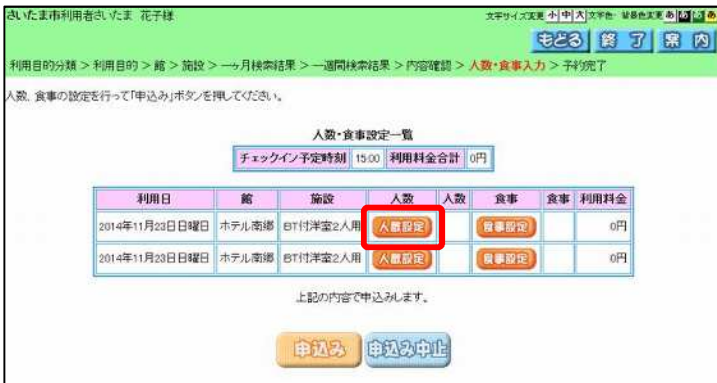 さいたま市利用者さいたま 花子様
文字サイズ変更 小 中 大 文字色・背景色変更 あ あ あ あ
もどる 終了 案内
利用目的分類 > 利用目的 > 館 > 施設 > 一ヶ月検索結果 > 一週間検索結果 > 内容確認 > 人数・食事入力 > 予約完了
人数、食事の設定を行って「申込み」ボタンを押してください。
人数・食事設定一覧
チェックイン予定時刻 15:00 利用料金合計 0円
利用日 館 施設 人数 人数 食事 食事 利用料金
2014年11月23日日曜日 ホテル南郷 BT付洋室2人用 人数設定 食事設定 0円
2014年11月23日日曜日 ホテル南郷 BT付洋室2人用 人数設定 食事設定 0円
上記の内容で申込みします。
申込み 申込み中止